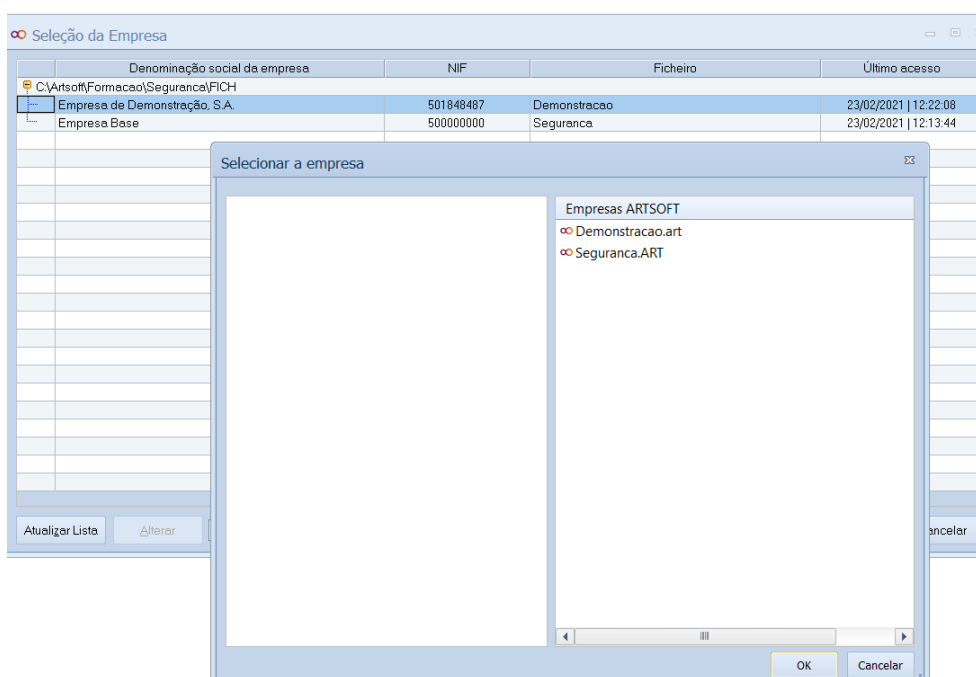 Seleção da Empresa
Denominação social da empresa NIF Ficheiro Último acesso
C:\Artsoft\Formacao\Seguranca\FICH
Empresa de Demonstração, S.A. 501848487 Demonstracao 23/02/2021 | 12:22:08
Empresa Base 500000000 Seguranca 23/02/2021 | 12:13:44
Selecionar a empresa
Empresas ARTSOFT
Demonstracao.art
Seguranca.ART
Atualizar Lista Alterar ancelar
OK Cancelar